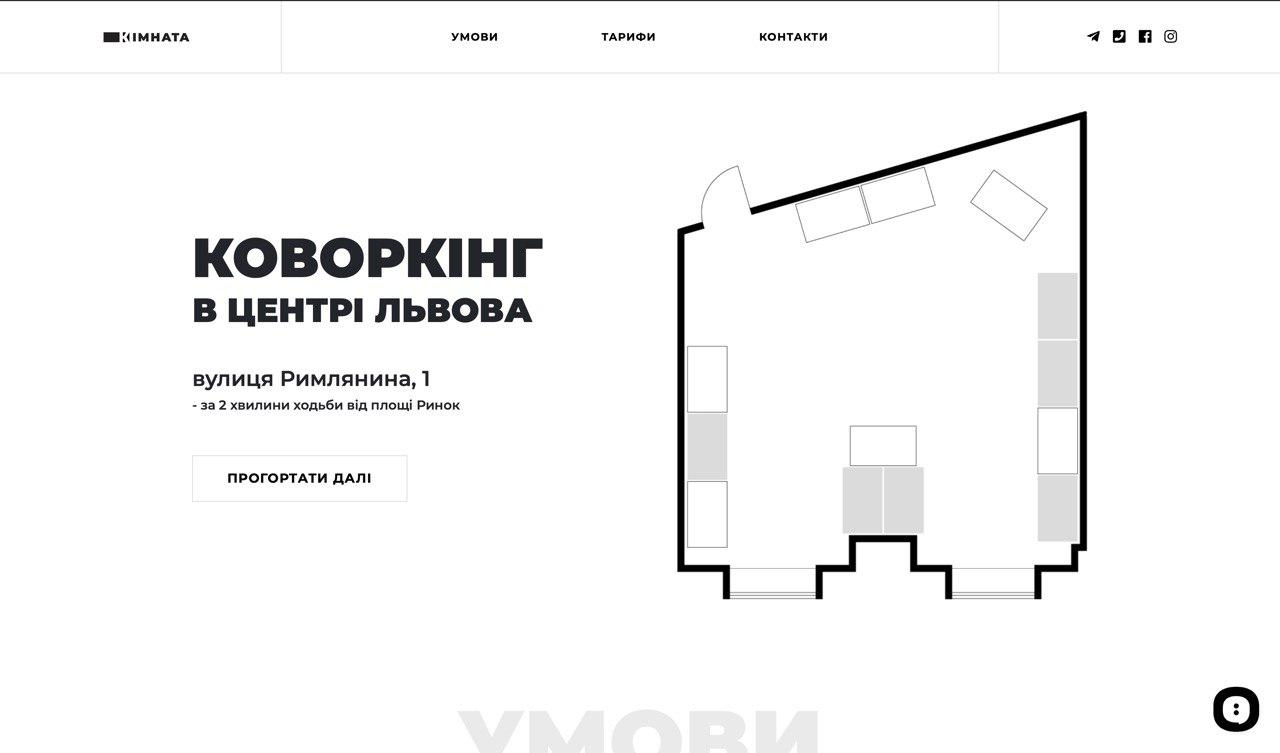 КІМНАТА
УМОВИ
ТАРИФИ
КОНТАКТИ
КОВОРКІНГ
В ЦЕНТРІ ЛЬВОВА
вулиця Римлянина, 1
- за 2 хвилини ходьби від площі Ринок
ПРОГОРТАТИ ДАЛІ
УМОВИ